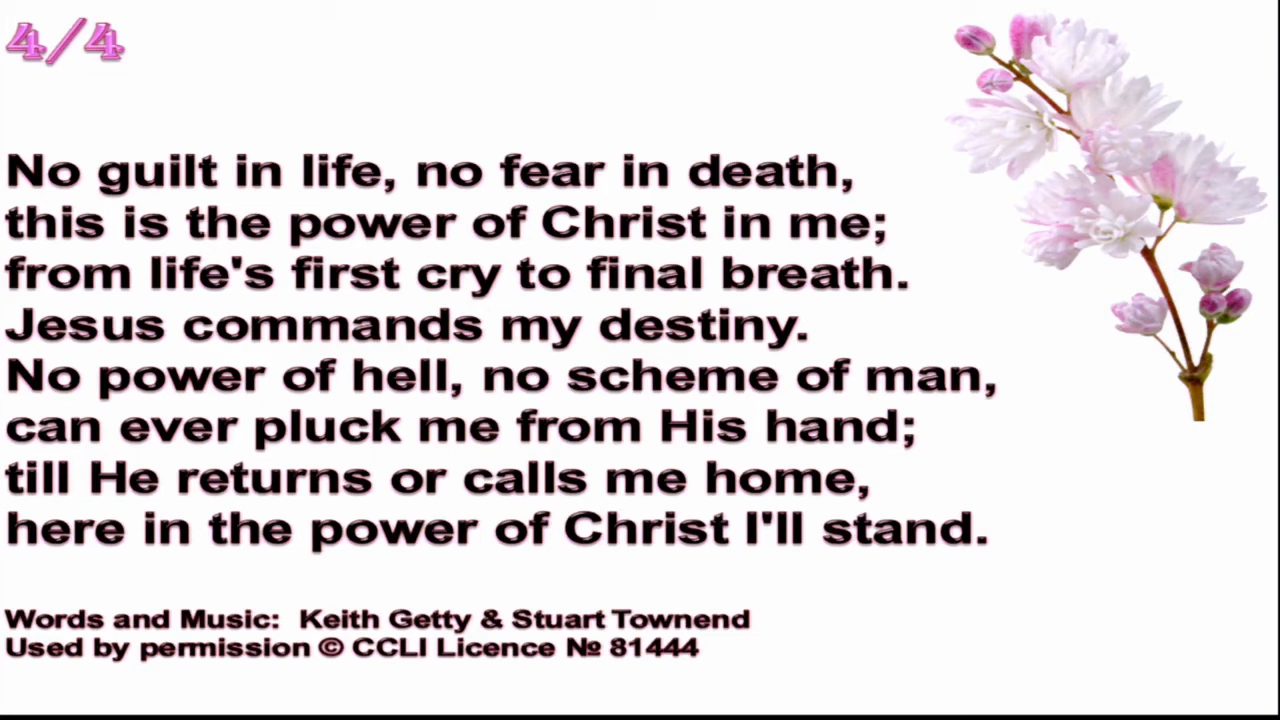 4/4
No guilt in life, no fear in death,
this is the power of Christ in me;
from life's first cry to final breath.
Jesus commands my destiny.
No power of hell, no scheme of man,
can ever pluck me from His hand;
till He returns or calls me home,
here in the power of Christ I'll stand.
Words and Music:  Keith Getty & Stuart Townend
Used by permission © CCLI Licence № 81444